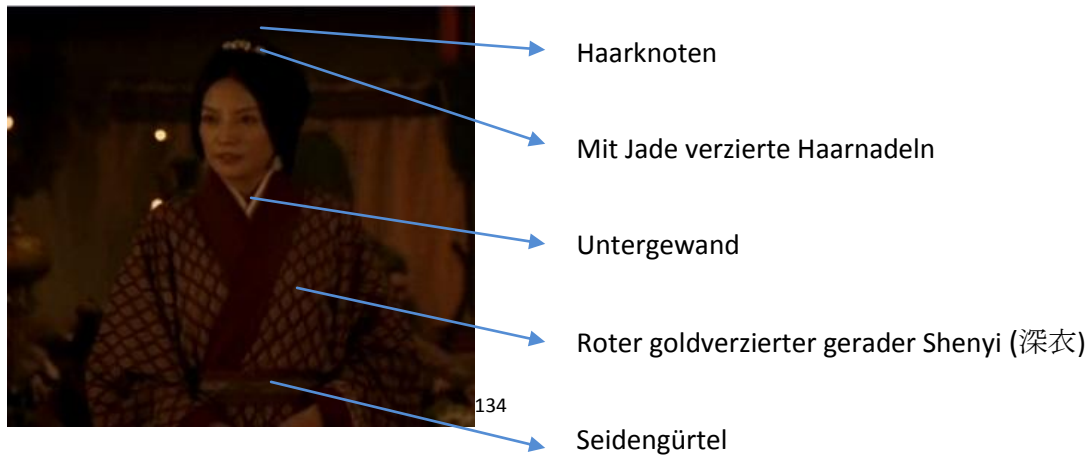 Haarknoten
Mit Jade verzierte Haarnadeln
Untergewand
Roter goldverzierter gerader Shenyi (深衣)
134
Seidengürtel